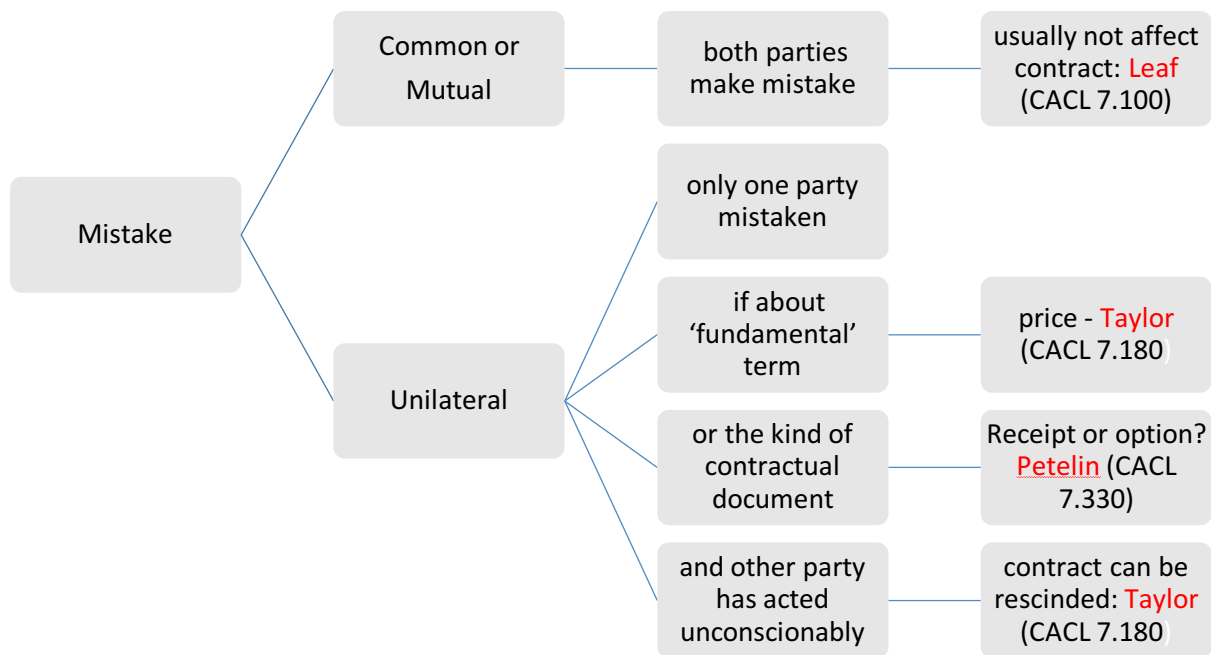 Mistake
Common or
Mutual
both parties
make mistake
usually not affect
contract: Leaf
(CACL 7.100)
Unilateral
only one party
mistaken
if about
‘fundamental’
term
price - Taylor
(CACL 7.180)
or the kind of
contractual
document
Receipt or option?
Petelin (CACL
7.330)
and other party
has acted
unconscionably
contract can be
rescinded: Taylor
(CACL 7.180)